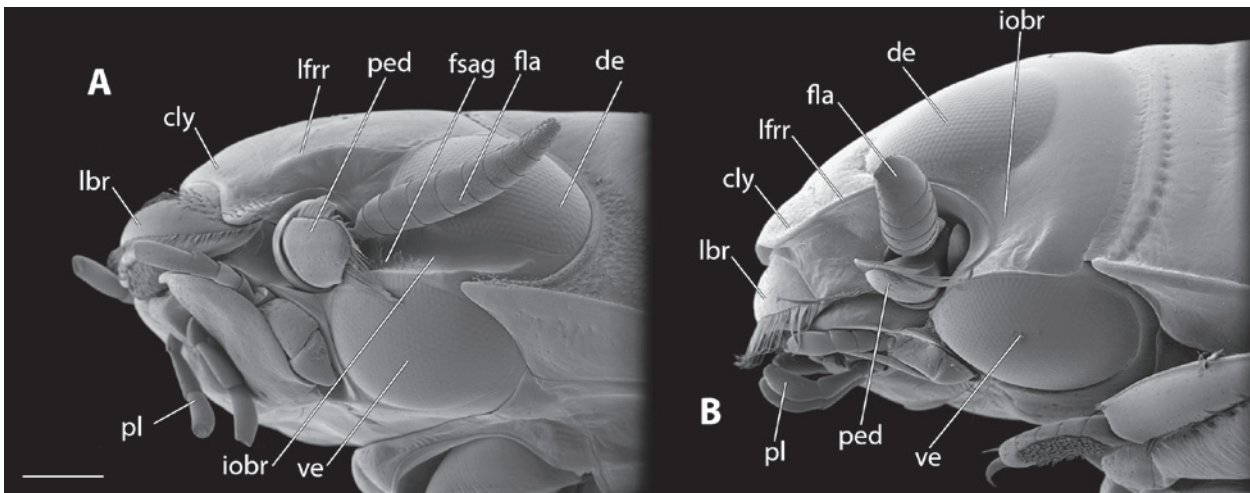 A
cly
lfrr
ped
fsag
fla
de
lbr
pl
iobr
ve
iobr
de
fla
lfrr
cly
lbr
B
pl
ped
ve